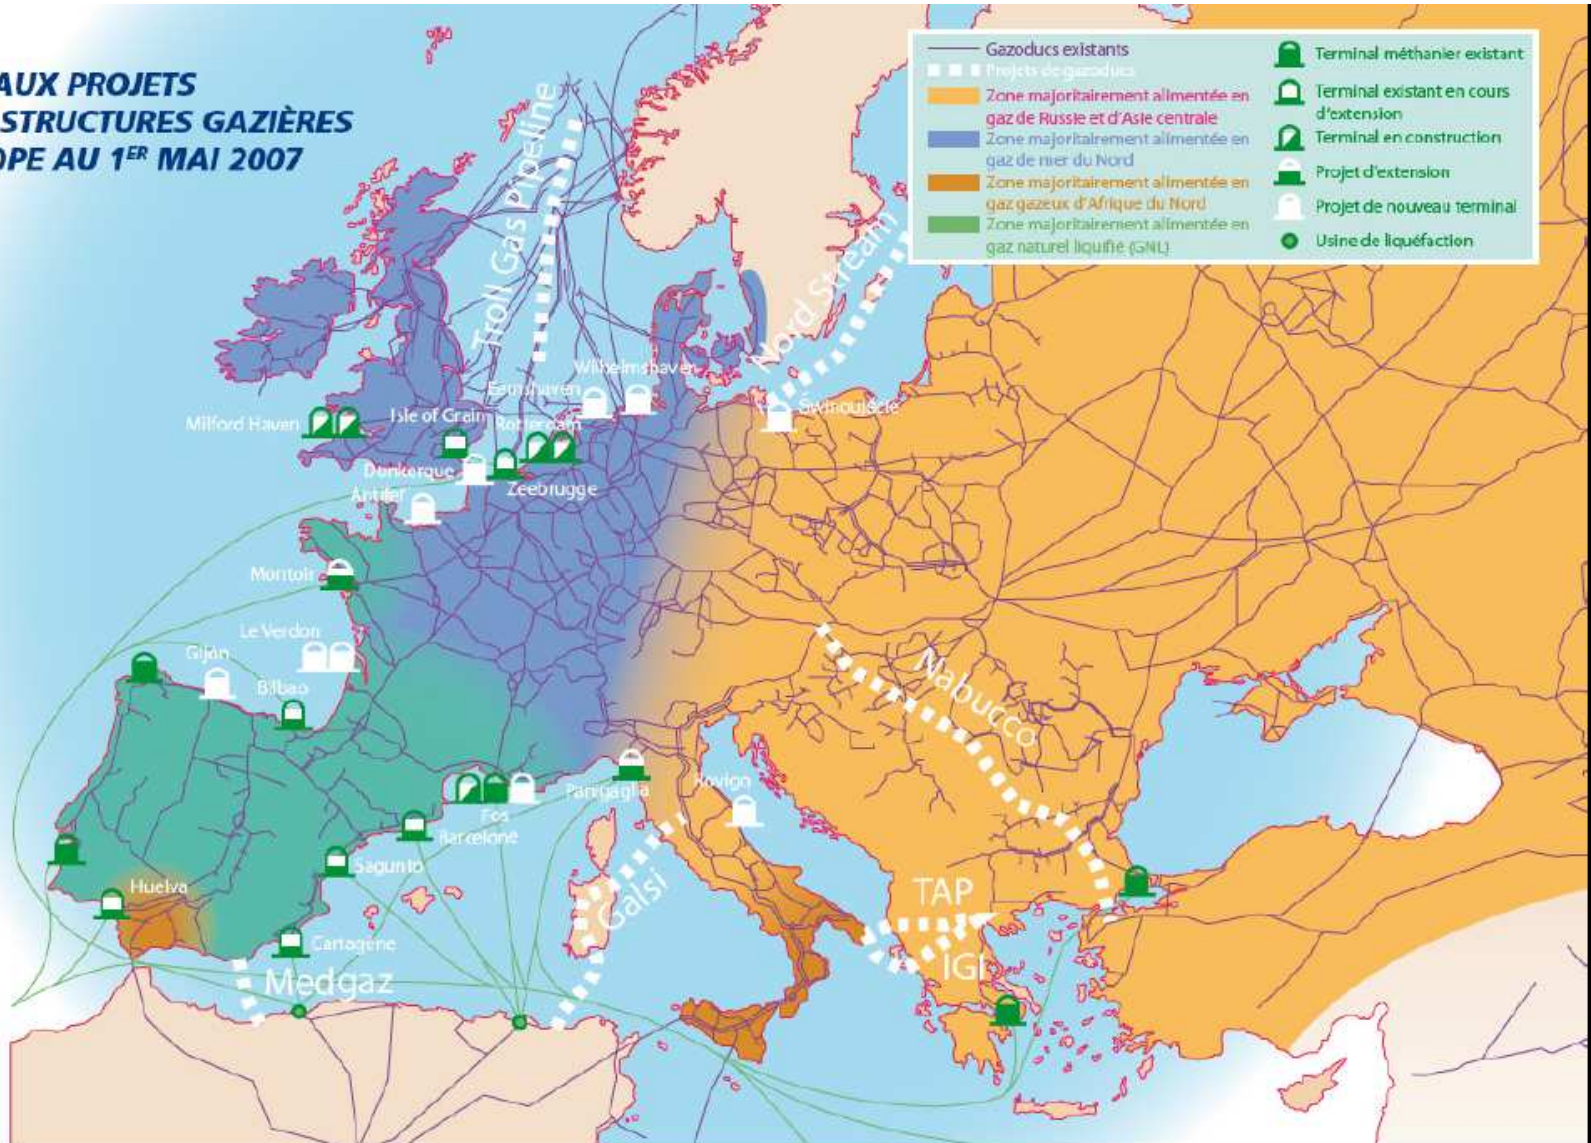 AUX PROJETS
STRUCTURES GAZIÈRES
OPE AU 1ER MAI 2007
Gazoducs existants
Projets de gazoducs
Zone majoritairement alimentée en
gaz de Russie et d'Asie centrale
Zone majoritairement alimentée en
gaz de mer du Nord
Zone majoritairement alimentée en
gaz gazeux d'Afrique du Nord
Zone majoritairement alimentée en
gaz naturel liquifié (GNL)
Terminal méthanier existant
Terminal existant en cours
d'extension
Terminal en construction
Projet d'extension
Projet de nouveau terminal
Usine de liquéfaction
Troll Gas Pipeline
Nord Stream
Wilhelmshaven
Eemshaven
Świnoujście
Milford Haven
Isle of Grain
Rotterdam
Dunkerque
Zeebrugge
Antifer
Montoir
Le Verdon
Gijón
Bilbao
Nabucco
Fos
Panigaglia
Rovigo
Barcelone
Sagunto
Huelva
Cartagène
Galsi
TAP
IGI
Medgaz